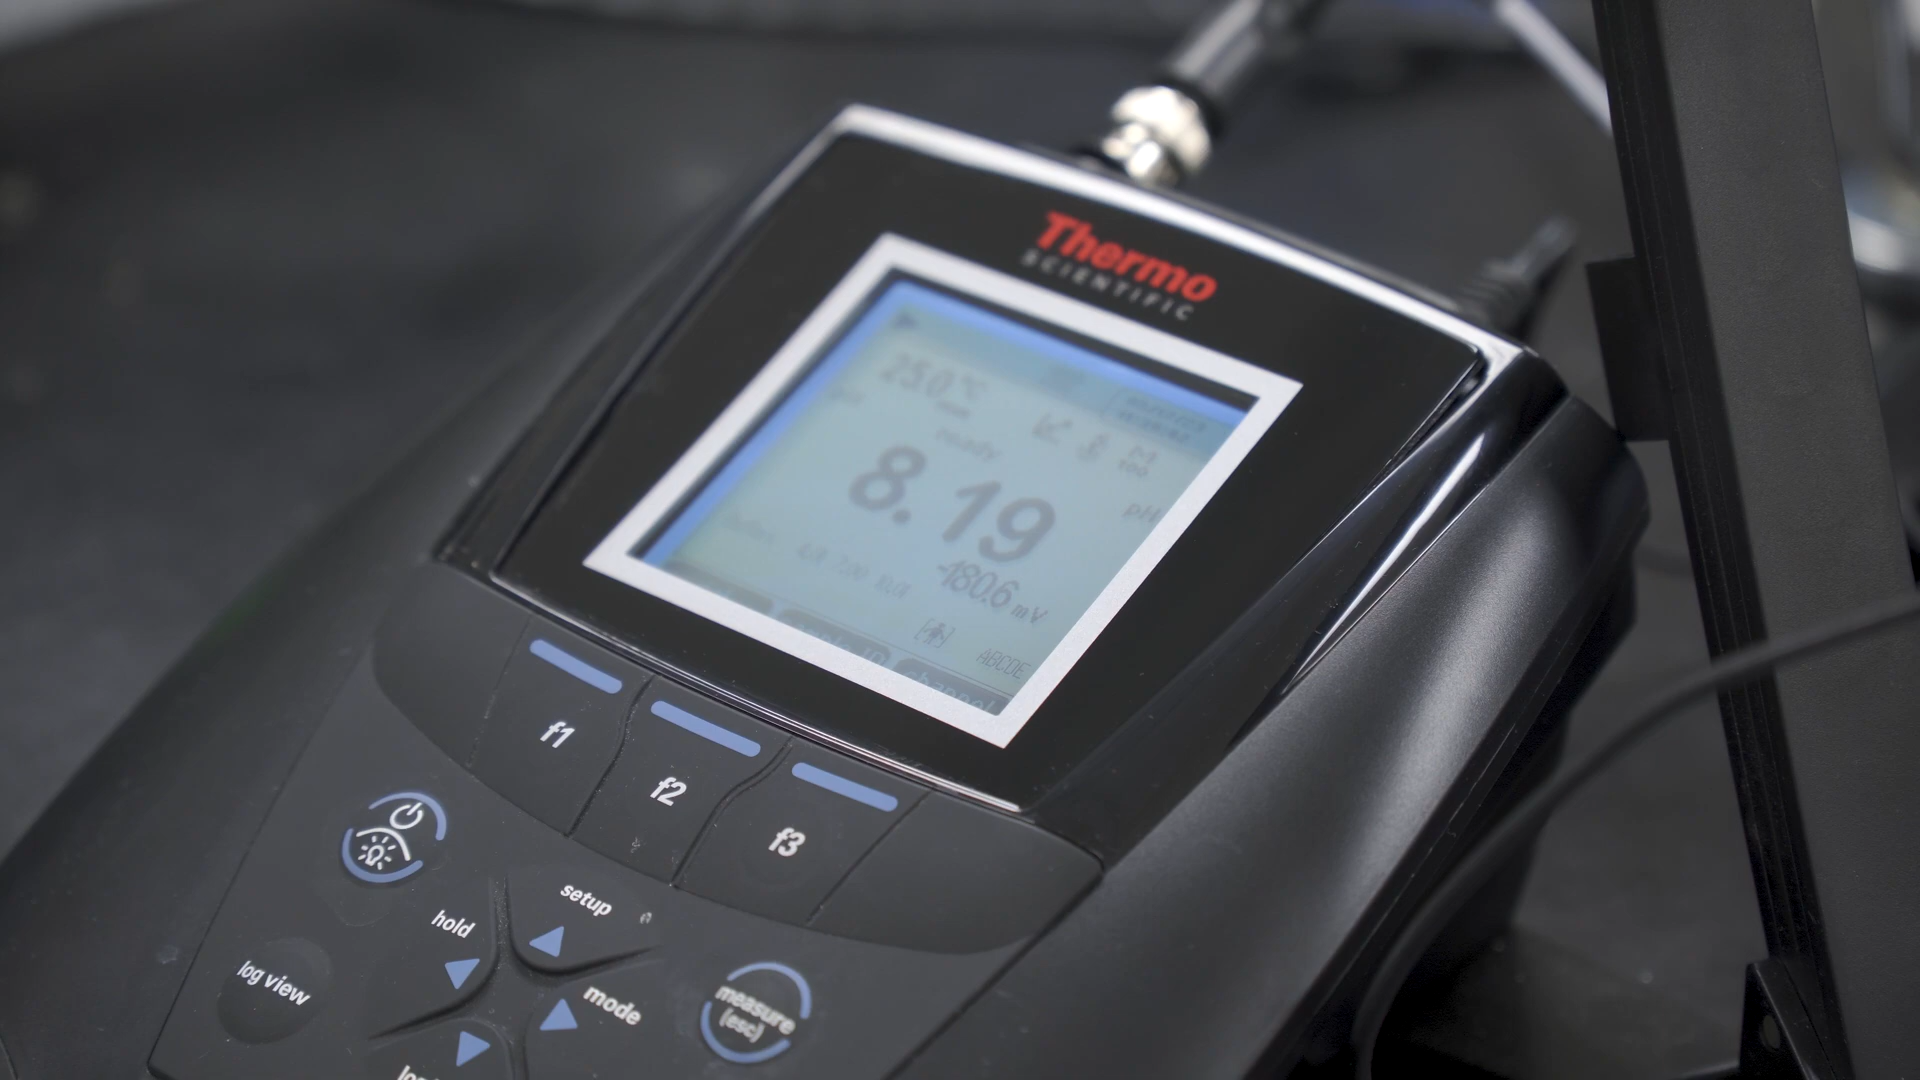 Thermo
SCIENTIFIC
25.0 °C
ready
8.19
pH
-180.6 mV
ABCDE
f1
f2
f3
setup
hold
log view
mode
measure
(esc)